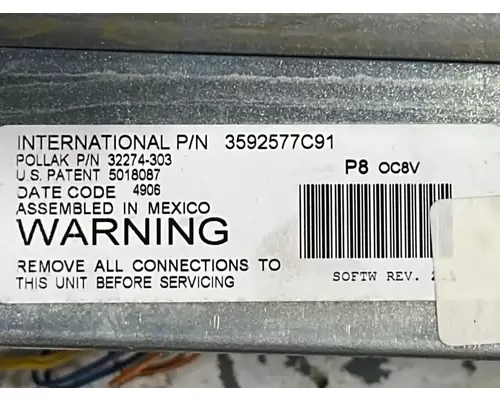 INTERNATIONAL P/N 3592577C91
POLLAK P/N 32274-303
U.S. PATENT 5018087
DATE CODE 4906
ASSEMBLED IN MEXICO
WARNING
REMOVE ALL CONNECTIONS TO
THIS UNIT BEFORE SERVICING
P8 OC8V
SOFTW REV.